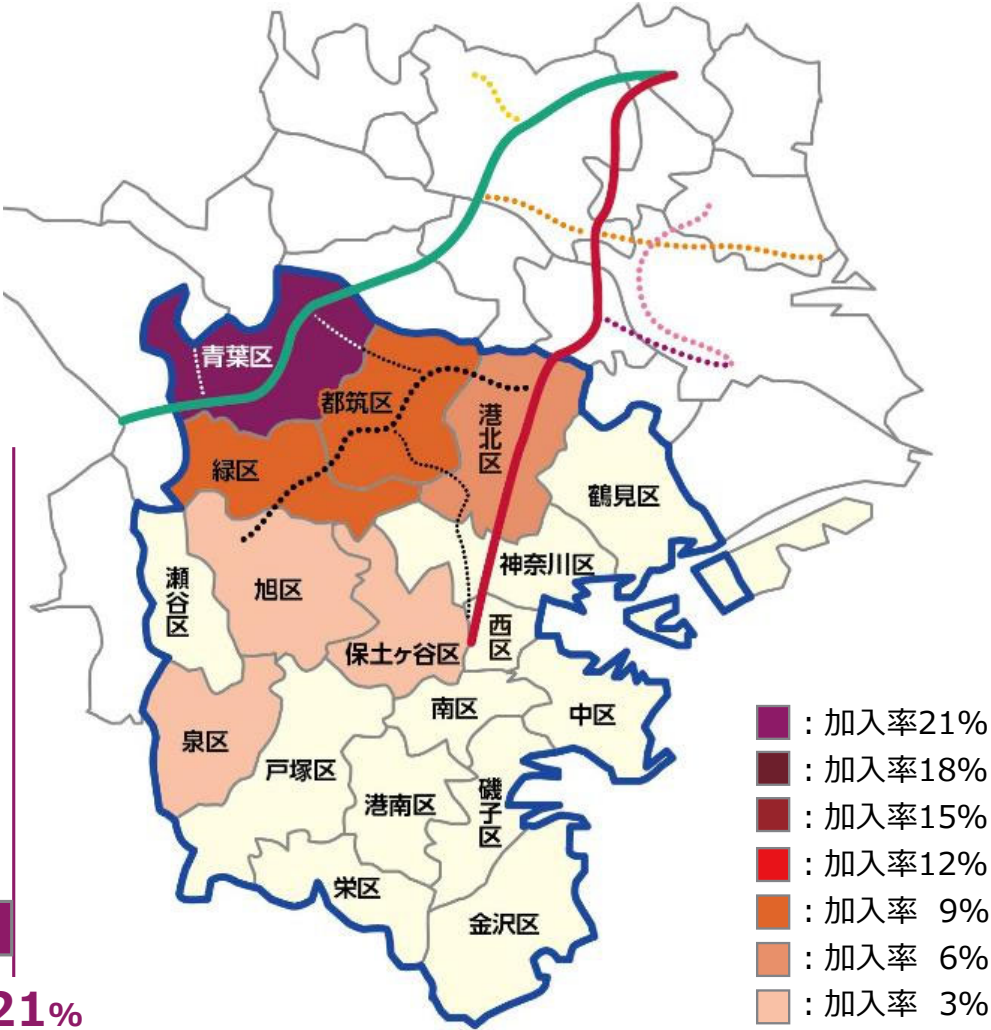 青葉区
都筑区
港北区
緑区
鶴見区
神奈川区
瀬谷区
旭区
西区
保土ヶ谷区
南区
中区
泉区
戸塚区
港南区
磯子区
栄区
金沢区
：加入率21%
：加入率18%
：加入率15%
：加入率12%
：加入率 9%
：加入率 6%
：加入率 3%
21%